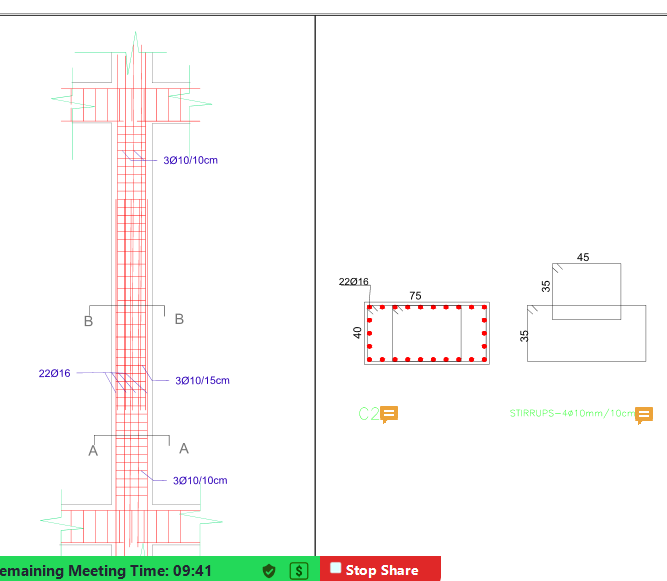 3Ø10/10cm
B
B
22Ø16
3Ø10/15cm
A
A
3Ø10/10cm
22Ø16
75
40
C2
45
35
35
STIRRUPS-4Ø10mm/10cm
emaining Meeting Time: 09:41
$
Stop Share